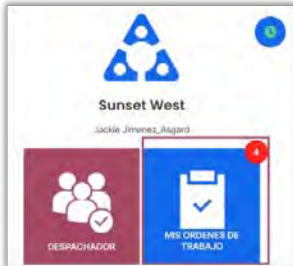 Sunset West
Jackie Jimenez_Asgard
4
DESPACHADOR
MIS ORDENES DE
TRABAJO